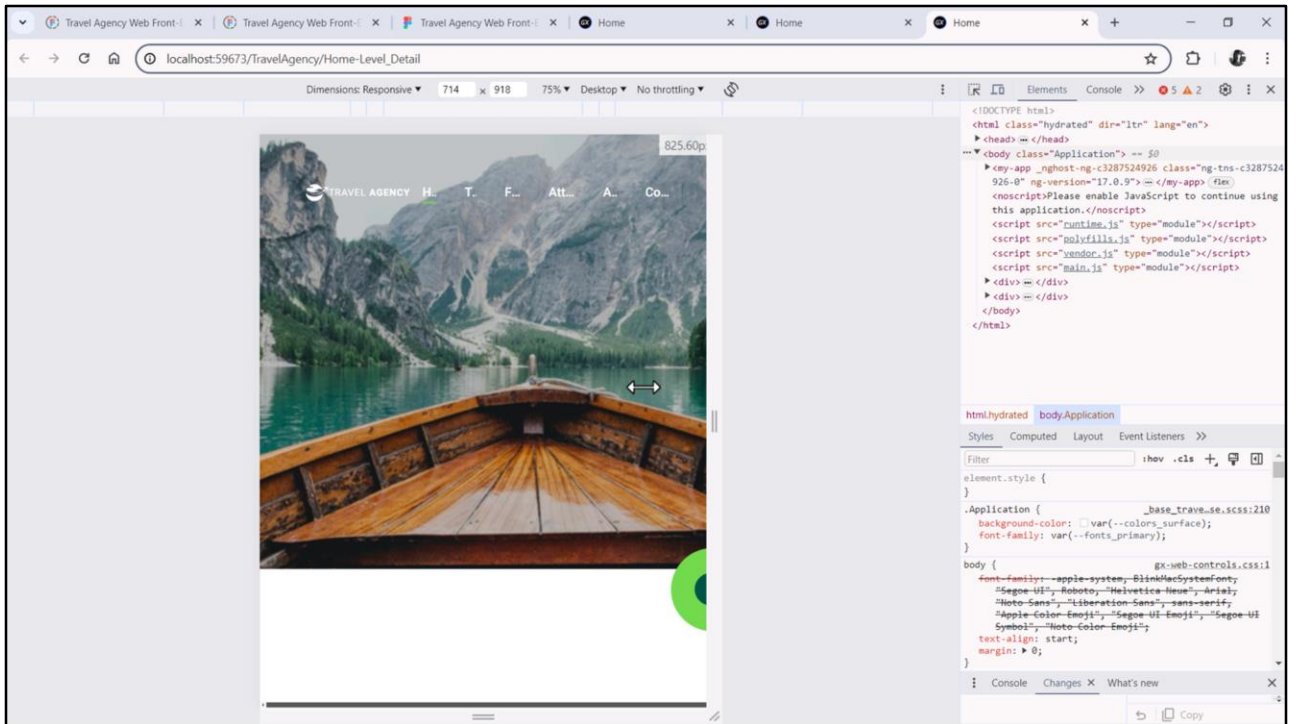 Travel Agency Web Front-E
Travel Agency Web Front-E
Travel Agency Web Front-E
Home
Home
Home
localhost:59673/TravelAgency/Home-Level_Detail
Dimensions: Responsive 714 x 918 75% Desktop No throttling
Elements Console 5 2
825.60p
TRAVEL AGENCY H... T... F... Att... A... Co...
<!DOCTYPE html>
<html class="hydrated" dir="ltr" lang="en">
<head> … </head>
<body class="Application"> == $0
<my-app _nghost-ng-c3287524926 class="ng-tns-c3287524
926-0" ng-version="17.0.9"> … </my-app> flex
<noscript>Please enable JavaScript to continue using
this application.</noscript>
<script src="runtime.js" type="module"></script>
<script src="polyfills.js" type="module"></script>
<script src="vendor.js" type="module"></script>
<script src="main.js" type="module"></script>
<div> … </div>
<div> … </div>
</body>
</html>
html.hydrated body.Application
Styles Computed Layout Event Listeners
Filter :hov .cls
element.style {
}
.Application { _base_trave…se.scss:210
background-color: var(--colors_surface);
font-family: var(--fonts_primary);
}
body { gx-web-controls.css:1
font-family: -apple-system, BlinkMacSystemFont,
"Segoe UI", Roboto, "Helvetica Neue", Arial,
"Noto Sans", "Liberation Sans", sans-serif,
"Apple Color Emoji", "Segoe UI Emoji", "Segoe UI
Symbol", "Noto Color Emoji";
text-align: start;
margin: 0;
}
Console Changes What's new
Copy